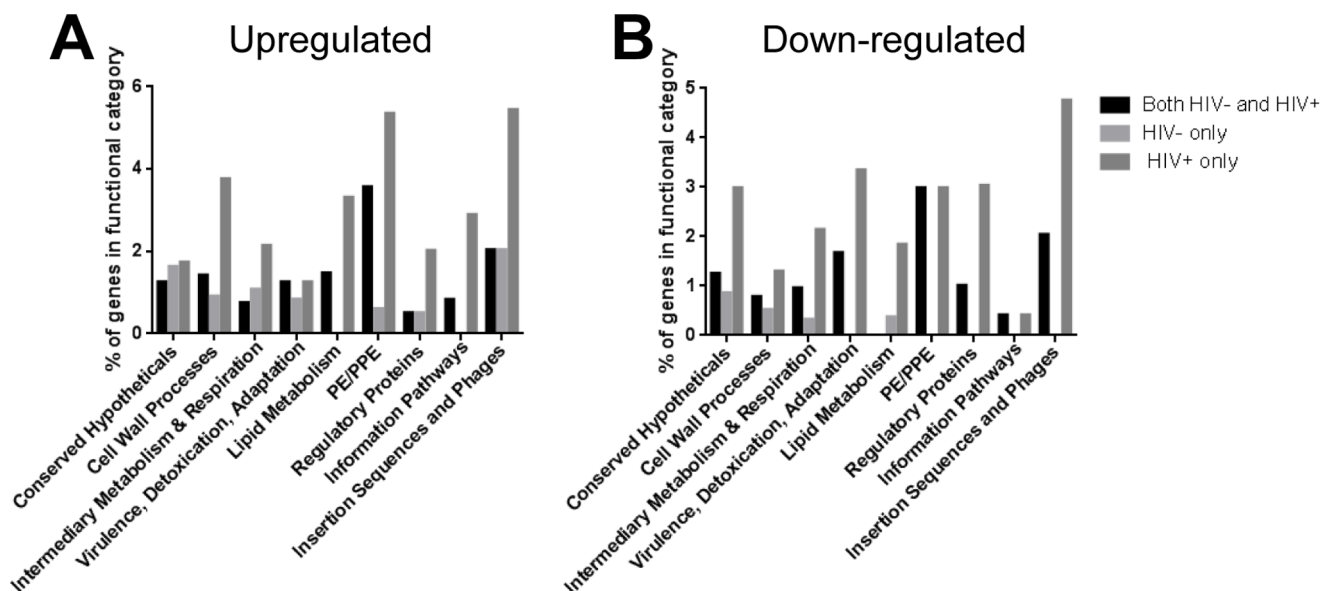 A Upregulated
% of genes in functional category
6
4
2
0
Conserved Hypotheticals
Cell Wall Processes
Intermediary Metabolism & Respiration
Virulence, Detoxication, Adaptation
Lipid Metabolism
PE/PPE
Regulatory Proteins
Information Pathways
Insertion Sequences and Phages
B Down-regulated
% of genes in functional category
5
4
3
2
1
0
Conserved Hypotheticals
Cell Wall Processes
Intermediary Metabolism & Respiration
Virulence, Detoxication, Adaptation
Lipid Metabolism
PE/PPE
Regulatory Proteins
Information Pathways
Insertion Sequences and Phages
Both HIV- and HIV+
HIV- only
HIV+ only